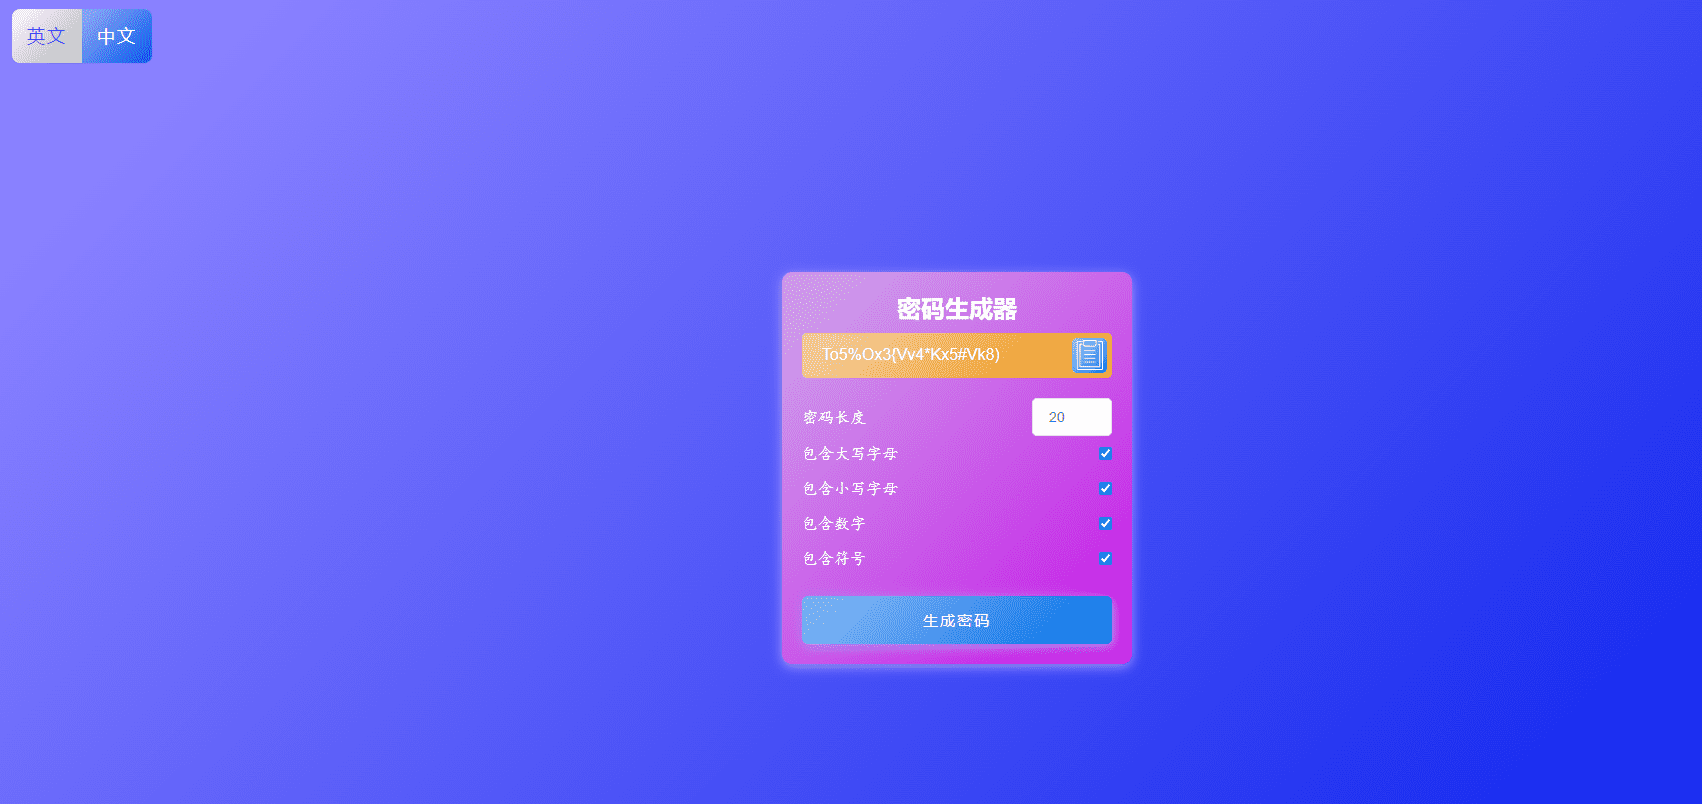 英文 中文
密码生成器
To5%Ox3{Vv4*Kx5#Vk8)
密码长度 20
包含大写字母
包含小写字母
包含数字
包含符号
生成密码